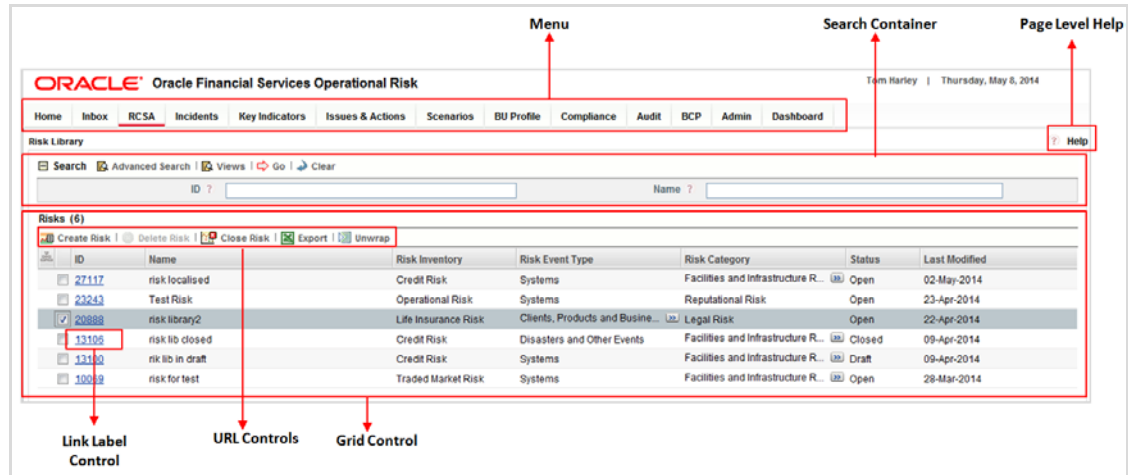 Menu Search Container Page Level Help
ORACLE Oracle Financial Services Operational Risk Tom Harley | Thursday, May 8, 2014
Home Inbox RCSA Incidents Key Indicators Issues & Actions Scenarios BU Profile Compliance Audit BCP Admin Dashboard
Risk Library ? Help
Search Advanced Search | Views | Go | Clear
ID ? Name ?
Risks (6)
Create Risk | Delete Risk | Close Risk | Export | Unwrap
ID Name Risk Inventory Risk Event Type Risk Category Status Last Modified
27117 risk localised Credit Risk Systems Facilities and Infrastructure R... Open 02-May-2014
23243 Test Risk Operational Risk Systems Reputational Risk Open 23-Apr-2014
20888 risk library2 Life Insurance Risk Clients, Products and Busine... Legal Risk Open 22-Apr-2014
13106 risk lib closed Credit Risk Disasters and Other Events Facilities and Infrastructure R... Closed 09-Apr-2014
13100 rik lib in draft Credit Risk Systems Facilities and Infrastructure R... Draft 09-Apr-2014
10069 risk for test Traded Market Risk Systems Facilities and Infrastructure R... Open 28-Mar-2014
Link Label Control URL Controls Grid Control